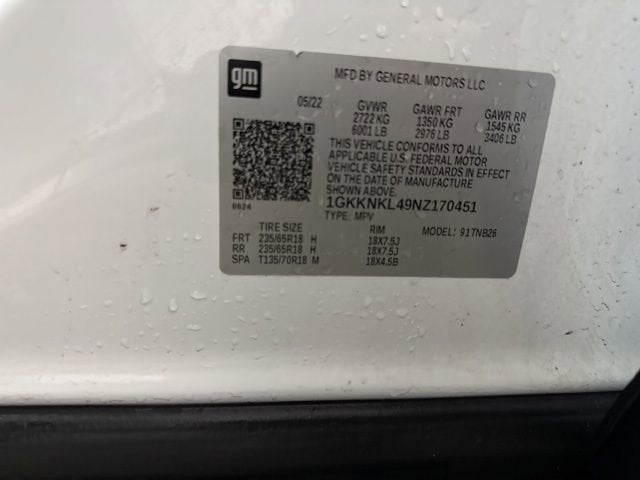 gm
MFD BY GENERAL MOTORS LLC
05/22 GVWR GAWR FRT GAWR RR
2722 KG 1350 KG 1545 KG
6001 LB 2976 LB 3406 LB
THIS VEHICLE CONFORMS TO ALL
APPLICABLE U.S. FEDERAL MOTOR
VEHICLE SAFETY STANDARDS IN EFFECT
ON THE DATE OF MANUFACTURE
SHOWN ABOVE.
0624 1GKKNKL49NZ170451
TYPE: MPV
TIRE SIZE RIM MODEL: 91TNB26
FRT 235/65R18 H 18X7.5J
RR 235/65R18 H 18X7.5J
SPA T135/70R18 M 18X4.5B